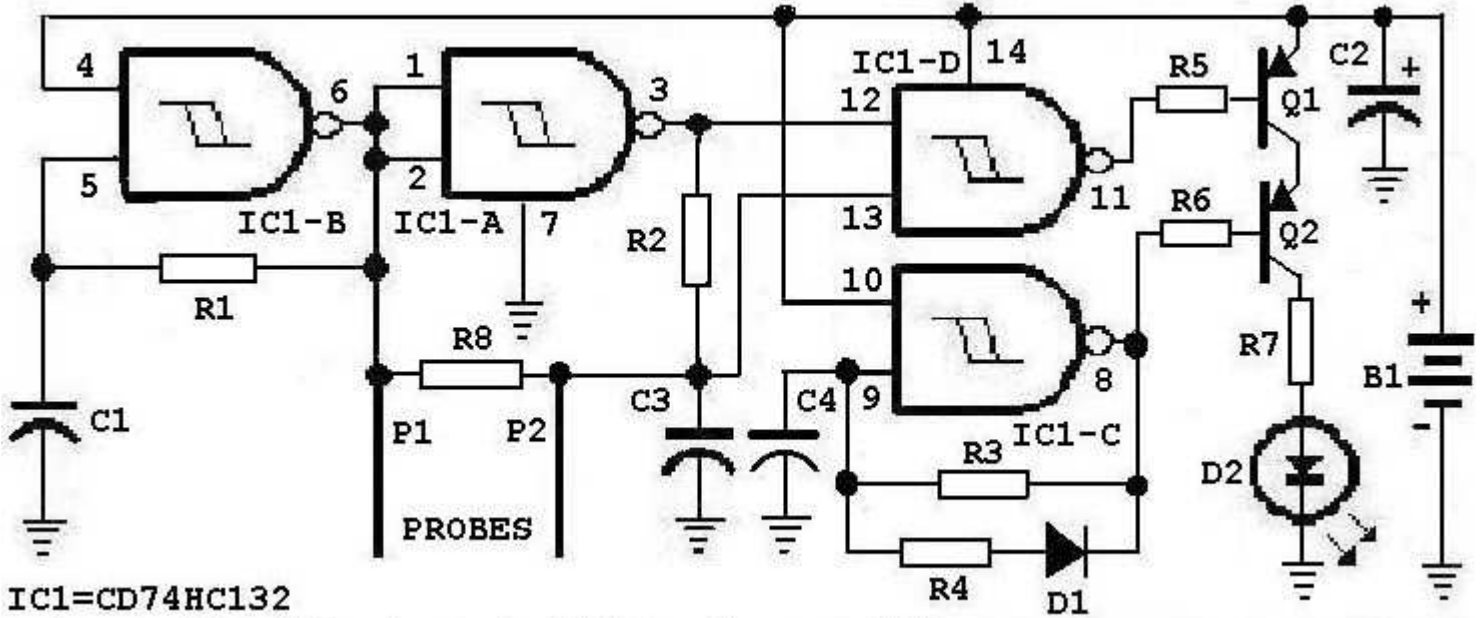 IC1-D
14
C2
+
4
6
1
3
12
R5
Q1
5
IC1-B
2
IC1-A
7
R2
13
11
R6
Q2
R1
R8
10
R7
+
B1
-
C1
P1
P2
C3
C4
9
8
IC1-C
R3
D2
PROBES
R4
D1
IC1=CD74HC132